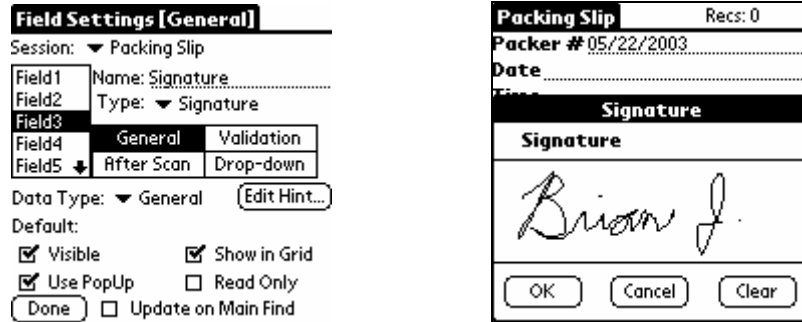 Field Settings [General]
Session: Packing Slip
Field1
Field2
Field3
Field4
Field5
Name: Signature
Type: Signature
General Validation
After Scan Drop-down
Data Type: General Edit Hint...
Default:
Visible Show in Grid
Use PopUp Read Only
Done Update on Main Find
Packing Slip Recs: 0
Packer # 05/22/2003
Date
Signature
Signature
Brian J.
OK Cancel Clear